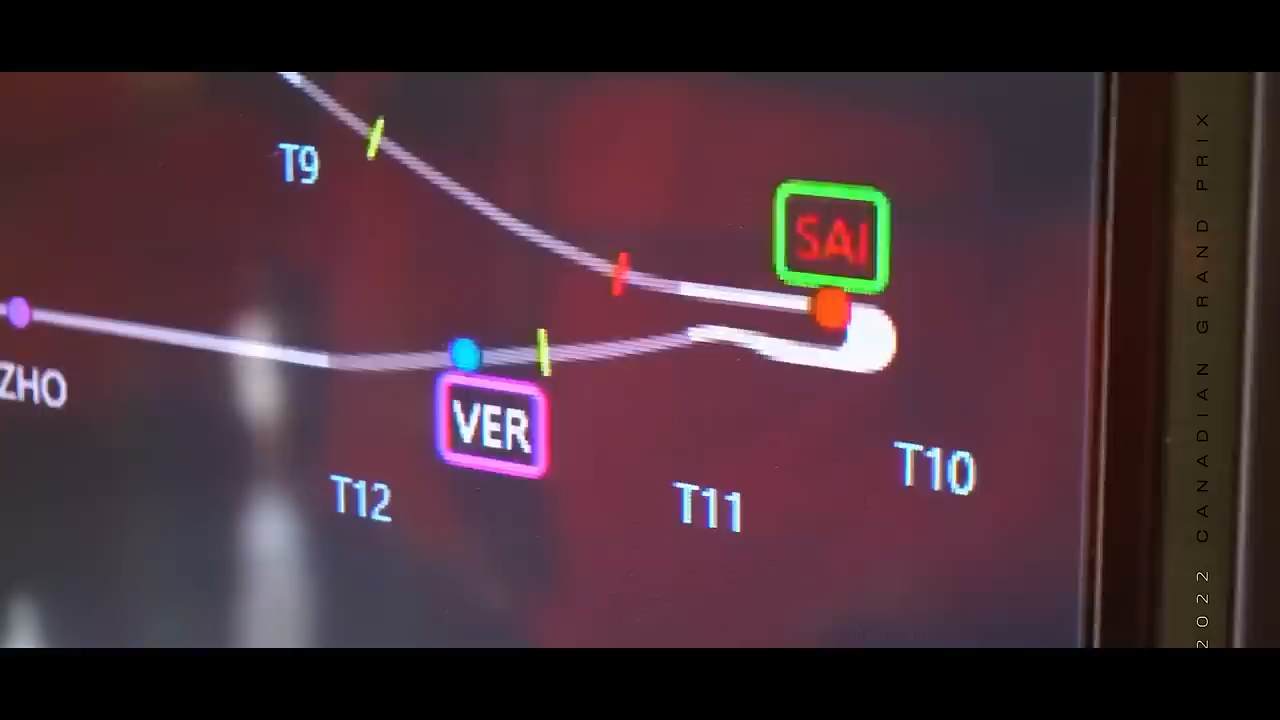 T9
SAI
ZHO
VER
T10
T12
T11
2022 CANADIAN GRAND PRIX